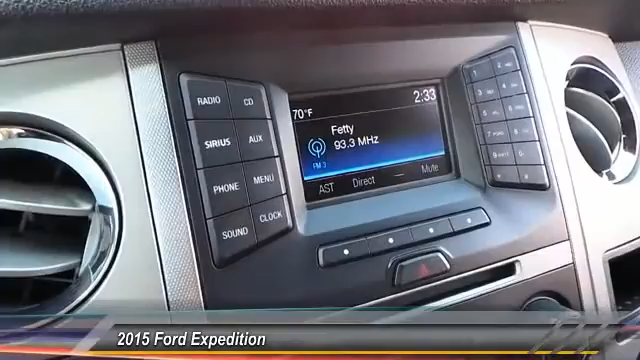 RADIO CD
SIRIUS AUX
PHONE MENU
SOUND CLOCK
70°F 2:33
Fetty
93.3 MHz
FM 3
AST Direct — Mute
2015 Ford Expedition